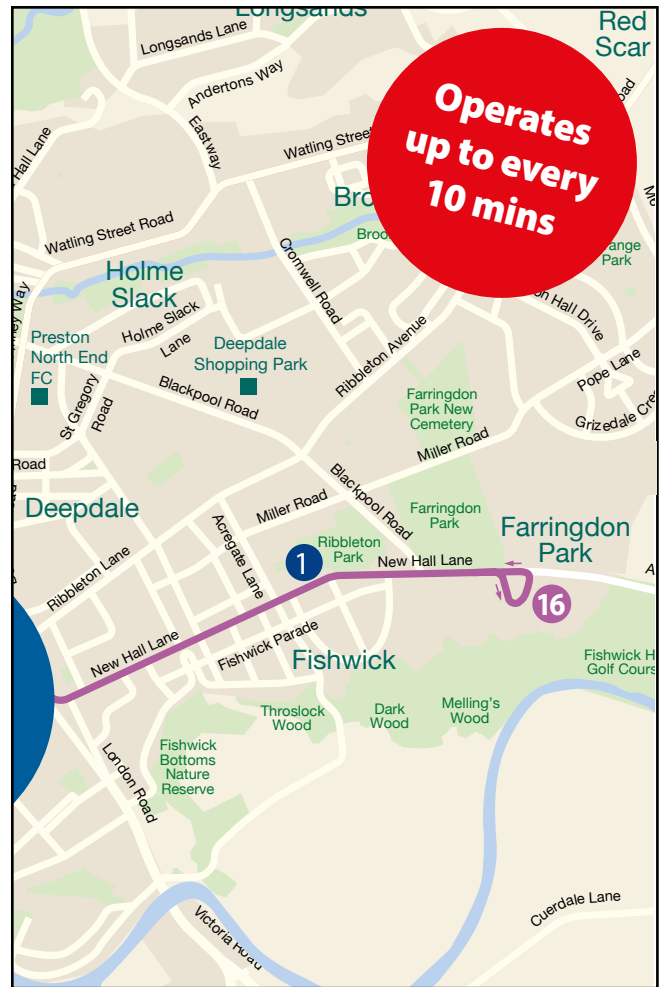 Longsands
Red
Scar
Longsands Lane
Andertons Way
Eastway
Operates
up to every
10 mins
Hall Lane
Watling Street
Watling Street Road
Cromwell Road
Holme
Slack
Park
Hall Drive
Preston
North End
FC
Holme Slack
Lane
Deepdale
Shopping Park
Ribbleton Avenue
Pope Lane
St Gregory
Road
Blackpool Road
Farringdon
Park New
Cemetery
Miller Road
Road
Deepdale
Acregate Lane
Miller Road
Blackpool Road
Farringdon
Park
Farringdon
Park
Ribbleton Lane
1
Ribbleton
Park
New Hall Lane
16
New Hall Lane
Fishwick Parade
Fishwick
Fishwick H
Golf Cours
Throslock
Wood
Dark
Wood
Melling's
Wood
Fishwick
Bottoms
Nature
Reserve
London Road
Victoria Road
Cuerdale Lane